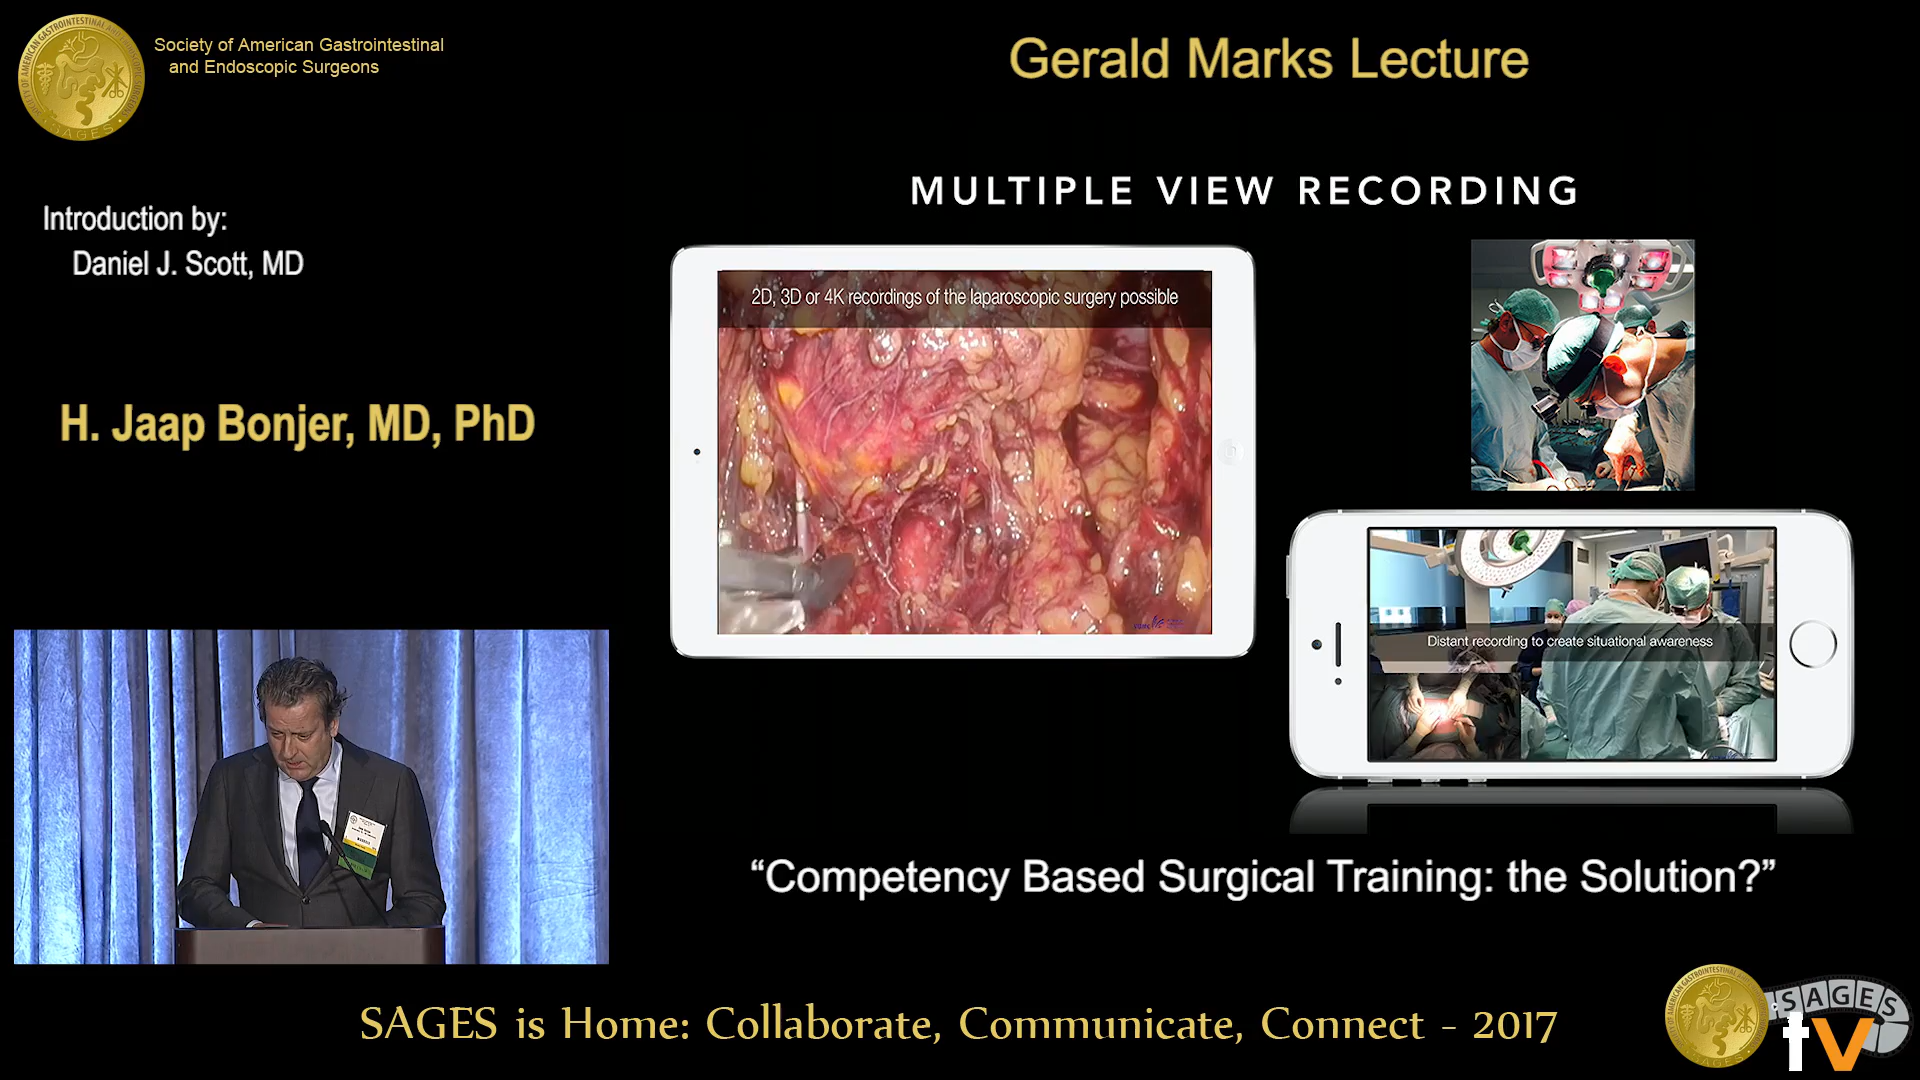 Society of American Gastrointestinal
and Endoscopic Surgeons
SAGES
Gerald Marks Lecture
Introduction by:
Daniel J. Scott, MD
H. Jaap Bonjer, MD, PhD
MULTIPLE VIEW RECORDING
2D, 3D or 4K recordings of the laparoscopic surgery possible
Distant recording to create situational awareness
“Competency Based Surgical Training: the Solution?”
SAGES is Home: Collaborate, Communicate, Connect - 2017
SAGES
tv